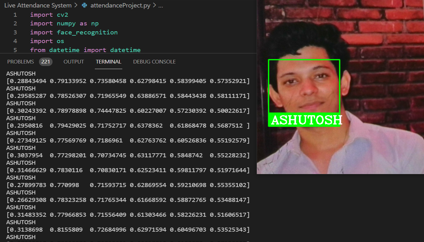 Live Attendance System > attendanceProject.py > ...
1 import cv2
2 import numpy as np
3 import face_recognition
4 import os
5 from datetime import datetime
PROBLEMS 221 OUTPUT TERMINAL DEBUG CONSOLE
ASHUTOSH
[0.28843494 0.79133952 0.73580458 0.62798415 0.58399405 0.57352921]
ASHUTOSH
[0.29585287 0.78526307 0.71965549 0.63886571 0.58443438 0.58111171]
ASHUTOSH
[0.30243392 0.78978898 0.74447825 0.60227007 0.57230392 0.50022617]
ASHUTOSH
[0.2950816 0.79429025 0.71752717 0.6378362 0.61868478 0.5687512 ]
ASHUTOSH
[0.27349125 0.77569769 0.7186961 0.62763762 0.60526836 0.55192579]
ASHUTOSH
[0.3037954 0.77298201 0.70734745 0.63117771 0.5848742 0.55228232]
ASHUTOSH
[0.31466629 0.7830116 0.70830171 0.62523414 0.59811797 0.51971644]
ASHUTOSH
[0.27899783 0.770998 0.71593715 0.62869554 0.59210698 0.55355102]
ASHUTOSH
[0.26629308 0.78323258 0.71765344 0.61668592 0.58872765 0.53488147]
ASHUTOSH
[0.31483352 0.77966853 0.71556409 0.61303466 0.58226231 0.51606517]
ASHUTOSH
[0.3138698 0.8155809 0.72684996 0.62971594 0.60496703 0.53525343]
ASHUTOSH
ASHUTOSH